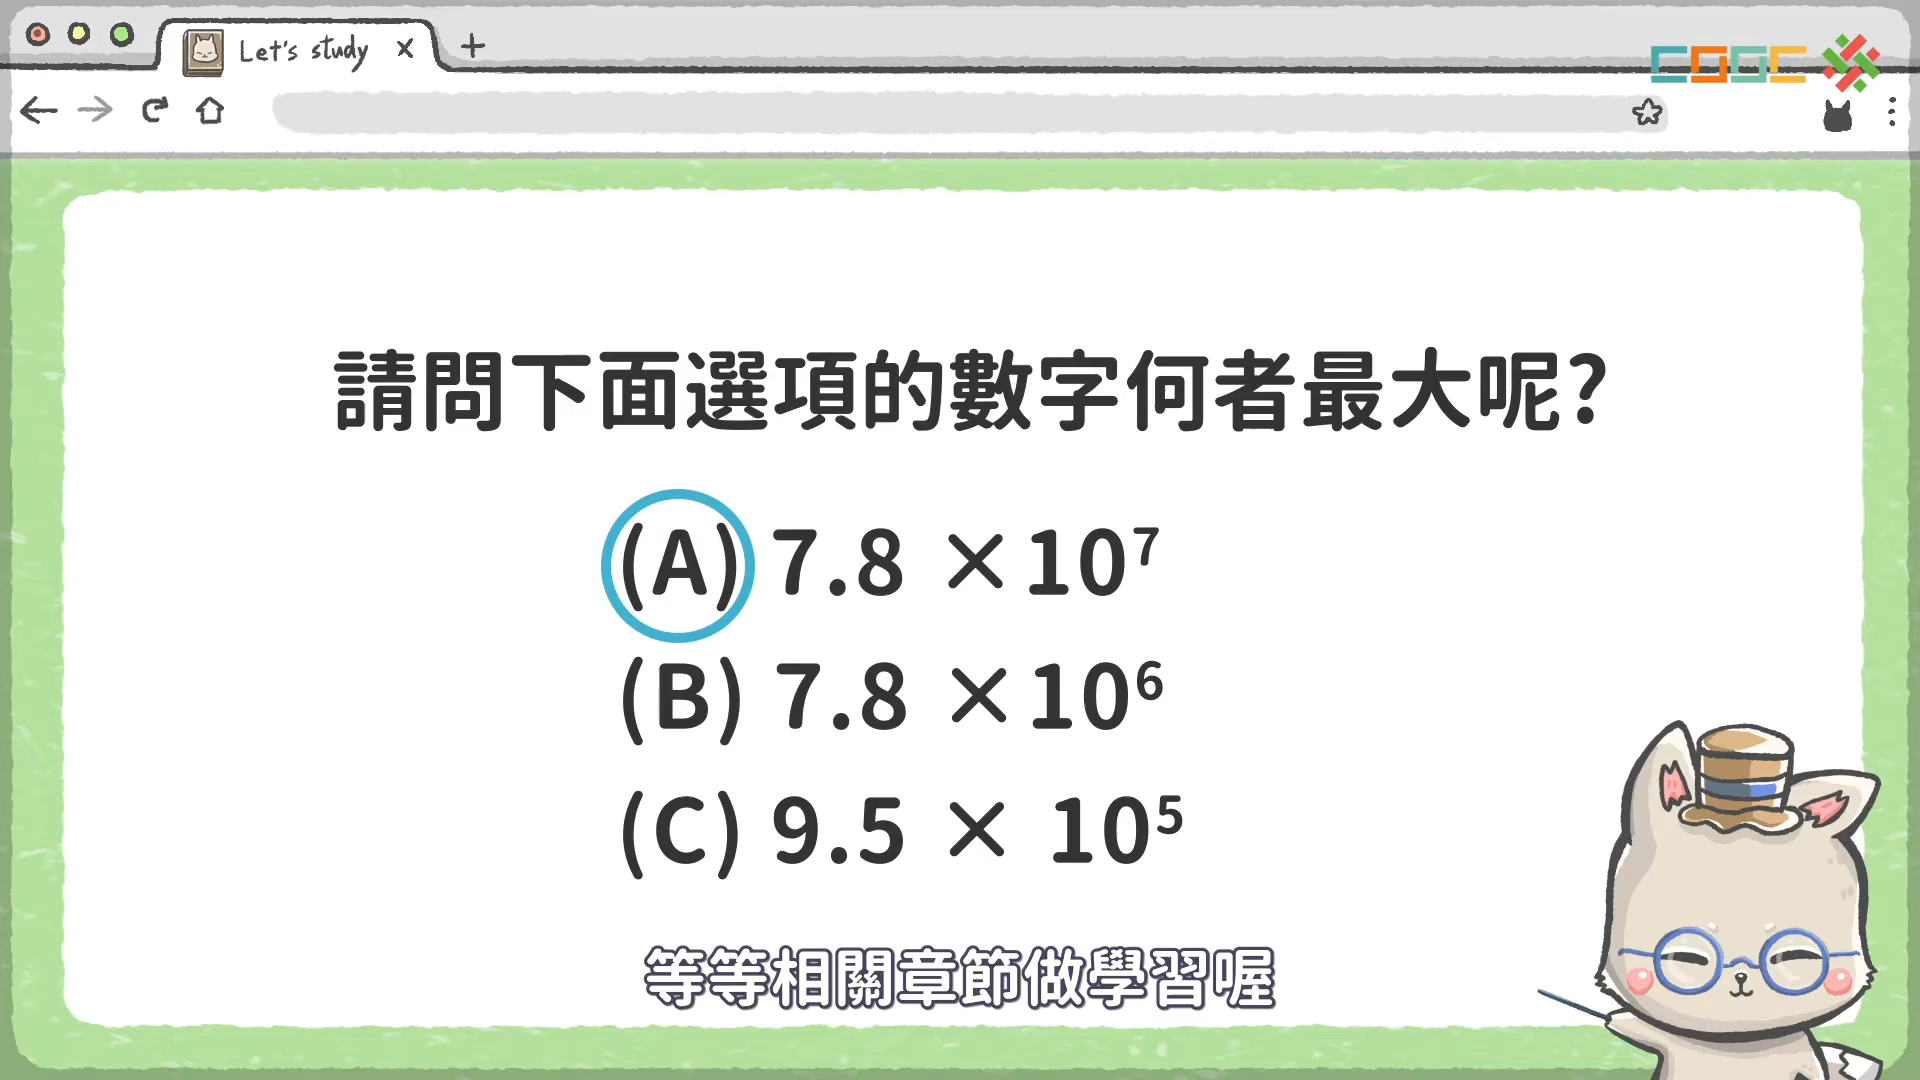 Let's study
請問下面選項的數字何者最大呢?
(A) 7.8 ×10⁷
(B) 7.8 ×10⁶
(C) 9.5 × 10⁵
等等相關章節做學習喔